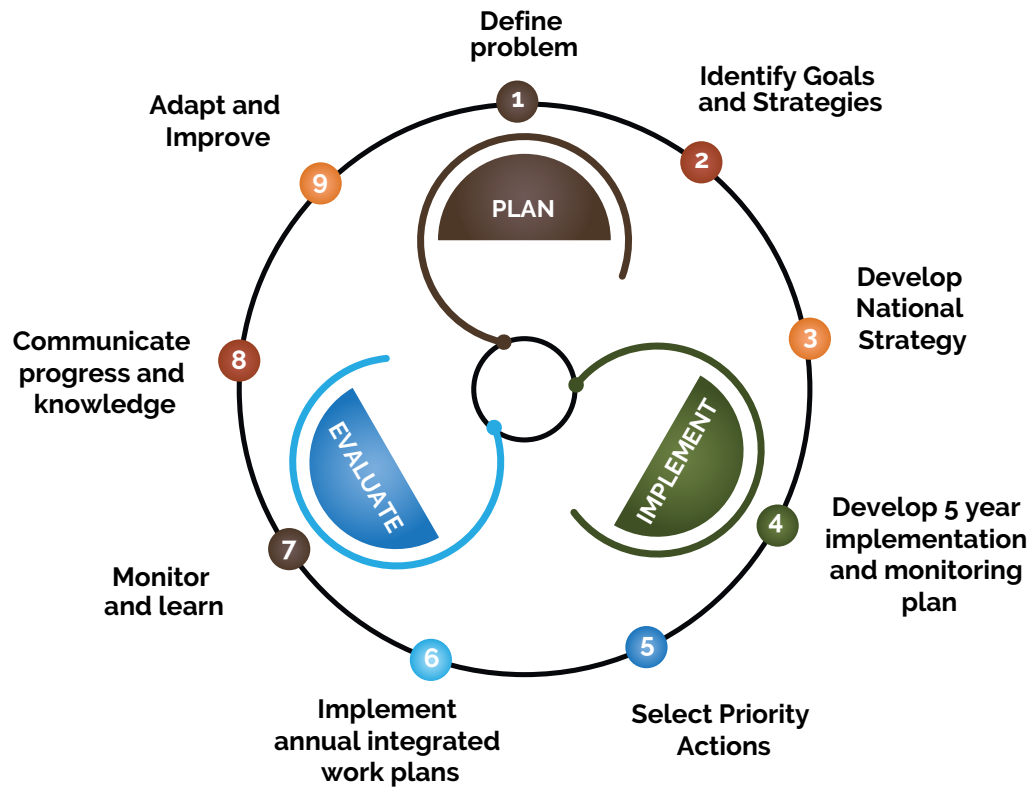 Define
problem
1
Identify Goals
and Strategies
2
Develop
National
Strategy
3
Develop 5 year
implementation
and monitoring
plan
4
Select Priority
Actions
5
Implement
annual integrated
work plans
6
Monitor
and learn
7
Communicate
progress and
knowledge
8
Adapt and
Improve
9
PLAN
IMPLEMENT
EVALUATE